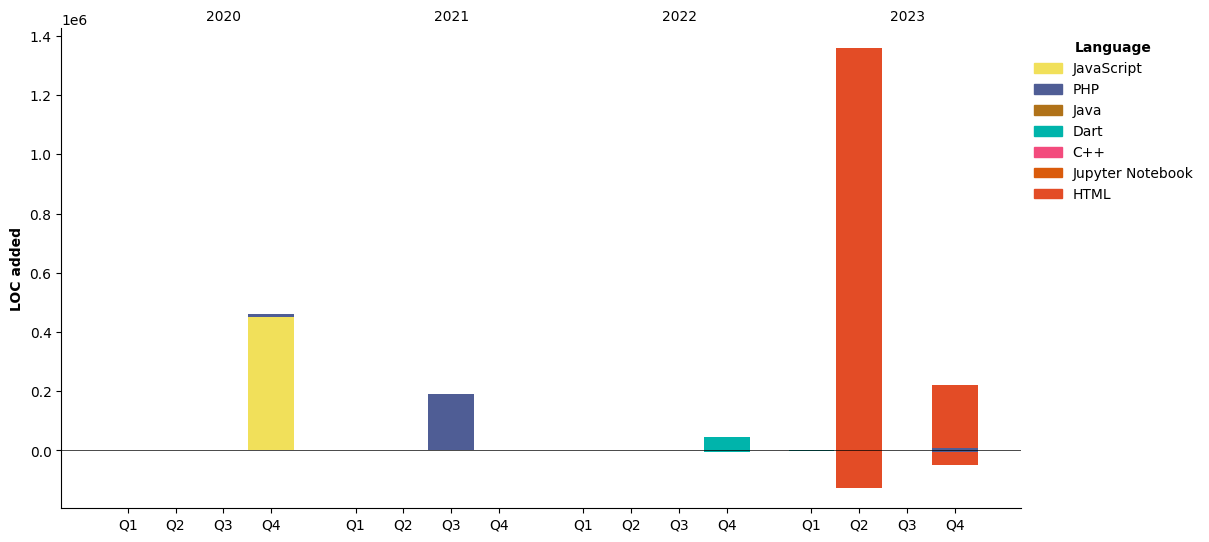 2020 2021 2022 2023
1e6
1.4
1.2
1.0
0.8
0.6
0.4
0.2
0.0
LOC added
Q1 Q2 Q3 Q4 Q1 Q2 Q3 Q4 Q1 Q2 Q3 Q4 Q1 Q2 Q3 Q4
Language
JavaScript
PHP
Java
Dart
C++
Jupyter Notebook
HTML